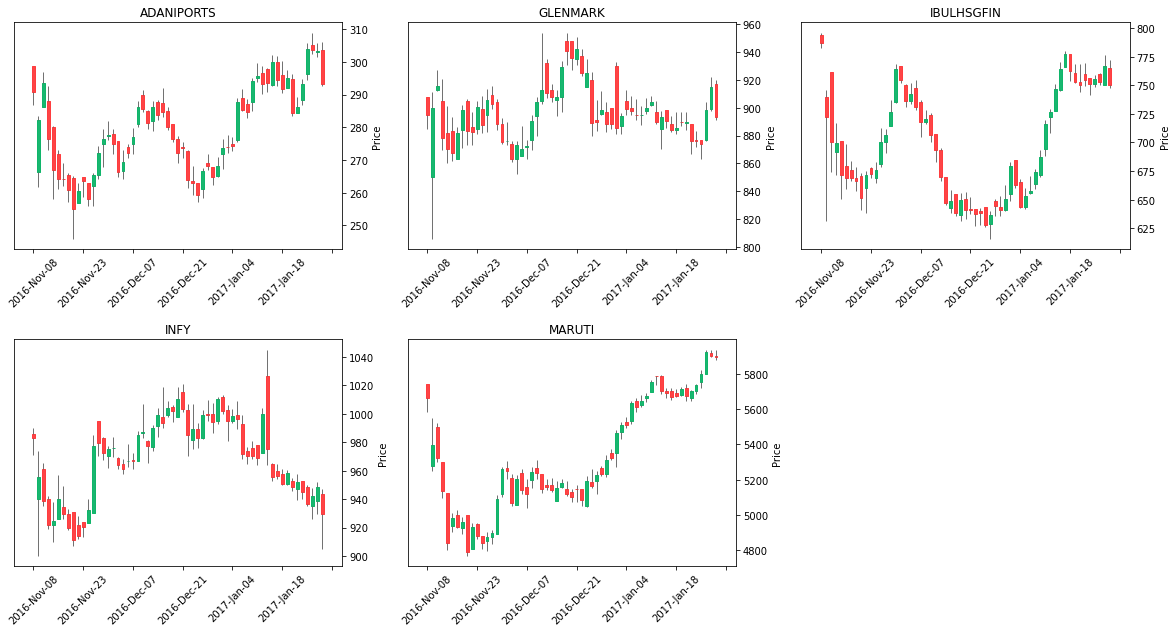 ADANIPORTS
310
300
290
280
270
260
250
Price
2016-Nov-08
2016-Nov-23
2016-Dec-07
2016-Dec-21
2017-Jan-04
2017-Jan-18
GLENMARK
960
940
920
900
880
860
840
820
800
Price
2016-Nov-08
2016-Nov-23
2016-Dec-07
2016-Dec-21
2017-Jan-04
2017-Jan-18
IBULHSGFIN
800
775
750
725
700
675
650
625
Price
2016-Nov-08
2016-Nov-23
2016-Dec-07
2016-Dec-21
2017-Jan-04
2017-Jan-18
INFY
1040
1020
1000
980
960
940
920
900
Price
2016-Nov-08
2016-Nov-23
2016-Dec-07
2016-Dec-21
2017-Jan-04
2017-Jan-18
MARUTI
5800
5600
5400
5200
5000
4800
Price
2016-Nov-08
2016-Nov-23
2016-Dec-07
2016-Dec-21
2017-Jan-04
2017-Jan-18